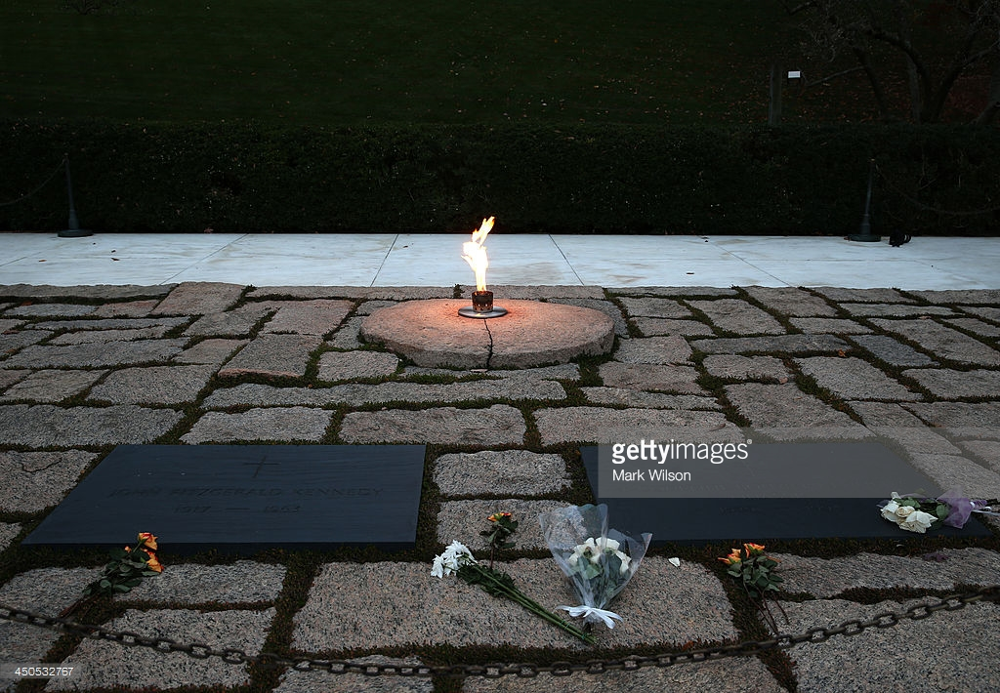 gettyimages®
Mark Wilson
JOHN FITZGERALD KENNEDY
1917 — 1963
450532767